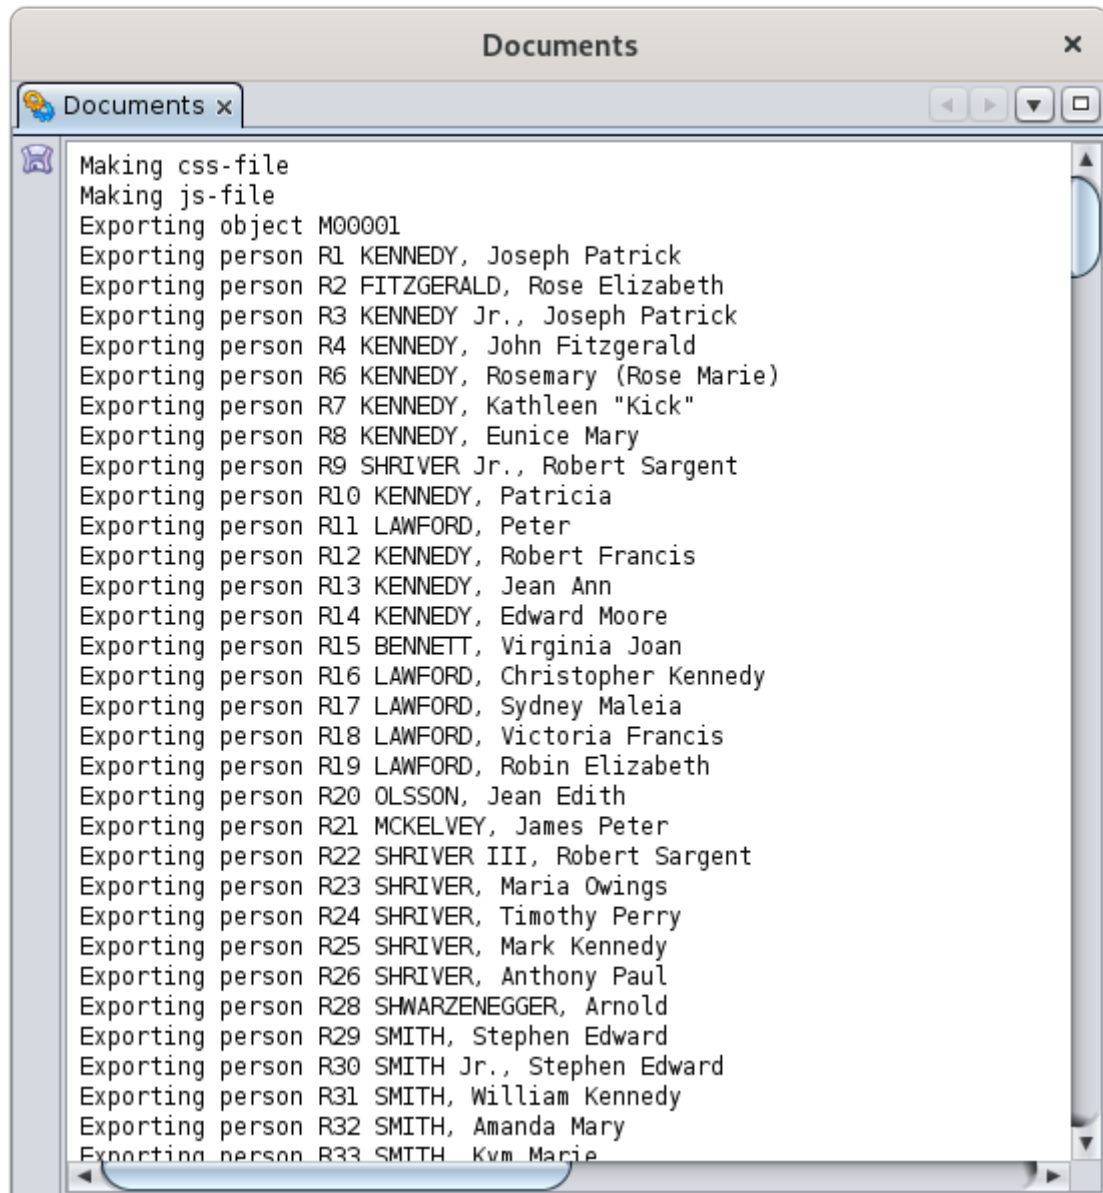 Documents
Documents
Making css-file
Making js-file
Exporting object M00001
Exporting person R1 KENNEDY, Joseph Patrick
Exporting person R2 FITZGERALD, Rose Elizabeth
Exporting person R3 KENNEDY Jr., Joseph Patrick
Exporting person R4 KENNEDY, John Fitzgerald
Exporting person R6 KENNEDY, Rosemary (Rose Marie)
Exporting person R7 KENNEDY, Kathleen "Kick"
Exporting person R8 KENNEDY, Eunice Mary
Exporting person R9 SHRIVER Jr., Robert Sargent
Exporting person R10 KENNEDY, Patricia
Exporting person R11 LAWFORD, Peter
Exporting person R12 KENNEDY, Robert Francis
Exporting person R13 KENNEDY, Jean Ann
Exporting person R14 KENNEDY, Edward Moore
Exporting person R15 BENNETT, Virginia Joan
Exporting person R16 LAWFORD, Christopher Kennedy
Exporting person R17 LAWFORD, Sydney Maleia
Exporting person R18 LAWFORD, Victoria Francis
Exporting person R19 LAWFORD, Robin Elizabeth
Exporting person R20 OLSSON, Jean Edith
Exporting person R21 MCKELVEY, James Peter
Exporting person R22 SHRIVER III, Robert Sargent
Exporting person R23 SHRIVER, Maria Owings
Exporting person R24 SHRIVER, Timothy Perry
Exporting person R25 SHRIVER, Mark Kennedy
Exporting person R26 SHRIVER, Anthony Paul
Exporting person R28 SHWARZENEGGER, Arnold
Exporting person R29 SMITH, Stephen Edward
Exporting person R30 SMITH Jr., Stephen Edward
Exporting person R31 SMITH, William Kennedy
Exporting person R32 SMITH, Amanda Mary
Exporting person R33 SMITH, Kym Marie